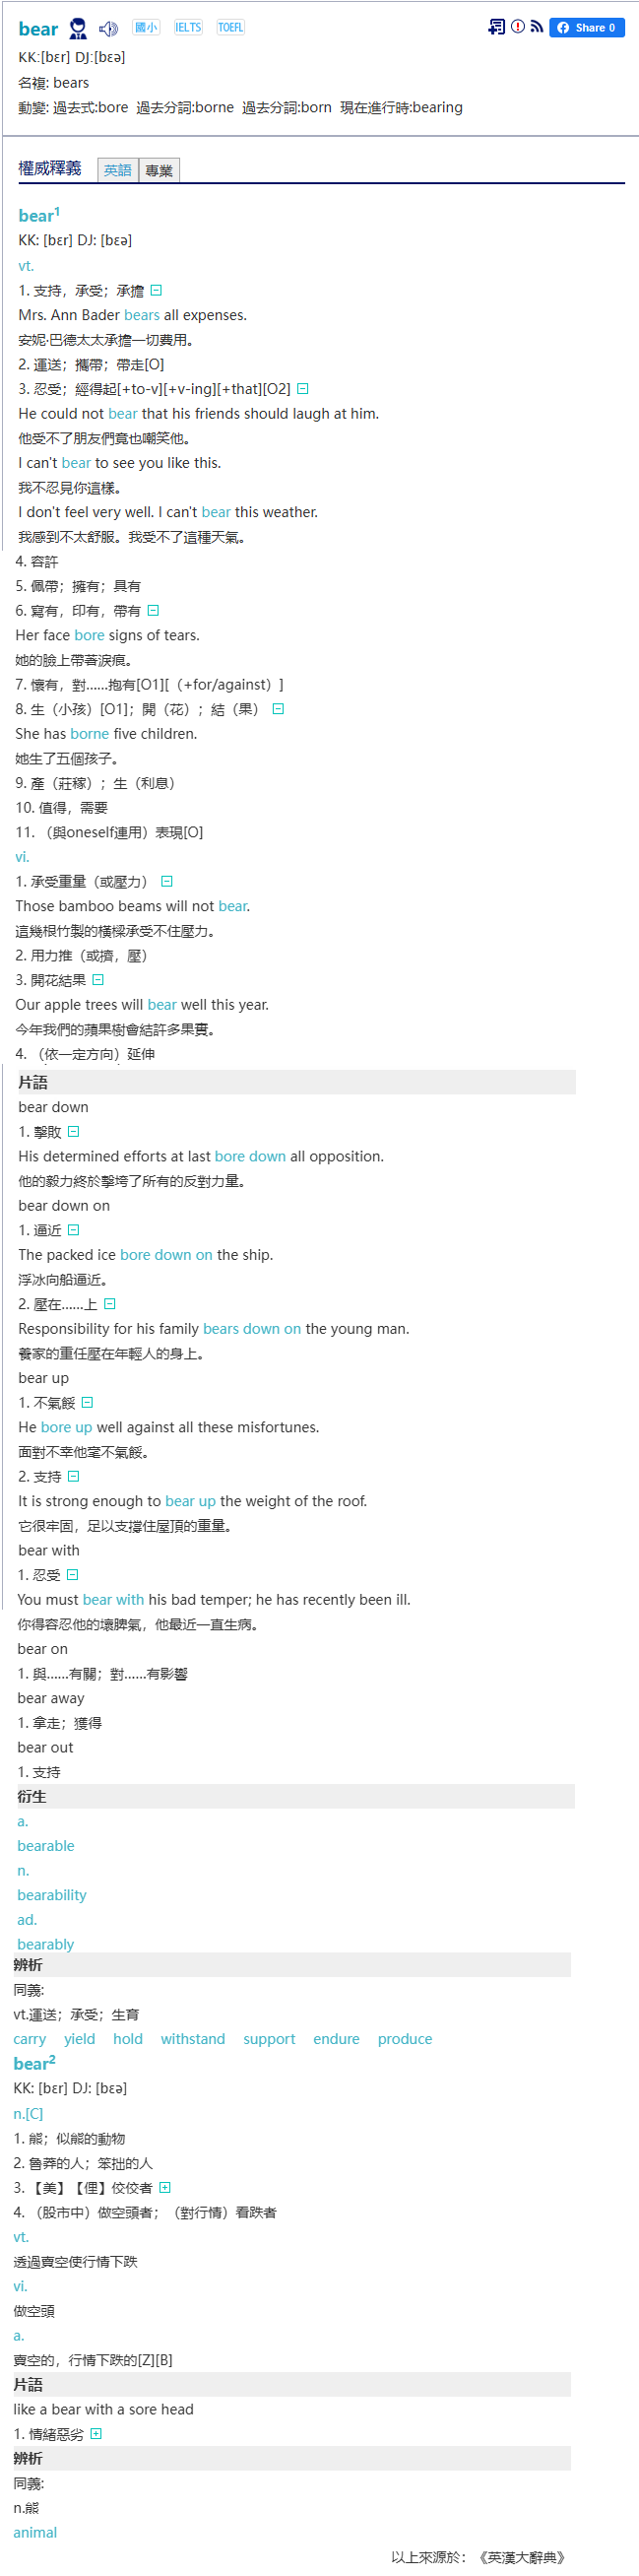 bear 國小 IELTS TOEFL Share 0
KK:[bɛr] DJ:[bɛə]
名複: bears
動變: 過去式:bore 過去分詞:borne 過去分詞:born 現在進行時:bearing
權威釋義 英語 專業
bear1
KK: [bɛr] DJ: [bɛə]
vt.
1. 支持，承受；承擔
Mrs. Ann Bader bears all expenses.
安妮·巴德太太承擔一切費用。
2. 運送；攜帶；帶走[O]
3. 忍受；經得起[+to-v][+v-ing][+that][O2]
He could not bear that his friends should laugh at him.
他受不了朋友們竟也嘲笑他。
I can't bear to see you like this.
我不忍見你這樣。
I don't feel very well. I can't bear this weather.
我感到不太舒服。我受不了這種天氣。
4. 容許
5. 佩帶；擁有；具有
6. 寫有，印有，帶有
Her face bore signs of tears.
她的臉上帶著淚痕。
7. 懷有，對......抱有[O1][（+for/against）]
8. 生（小孩）[O1]；開（花）；結（果）
She has borne five children.
她生了五個孩子。
9. 產（莊稼）；生（利息）
10. 值得，需要
11. （與oneself連用）表現[O]
vi.
1. 承受重量（或壓力）
Those bamboo beams will not bear.
這幾根竹製的橫樑承受不住壓力。
2. 用力推（或擠，壓）
3. 開花結果
Our apple trees will bear well this year.
今年我們的蘋果樹會結許多果實。
4. （依一定方向）延伸
片語
bear down
1. 擊敗
His determined efforts at last bore down all opposition.
他的毅力終於擊垮了所有的反對力量。
bear down on
1. 逼近
The packed ice bore down on the ship.
浮冰向船逼近。
2. 壓在......上
Responsibility for his family bears down on the young man.
養家的重任壓在年輕人的身上。
bear up
1. 不氣餒
He bore up well against all these misfortunes.
面對不幸他毫不氣餒。
2. 支持
It is strong enough to bear up the weight of the roof.
它很牢固，足以支撐住屋頂的重量。
bear with
1. 忍受
You must bear with his bad temper; he has recently been ill.
你得容忍他的壞脾氣，他最近一直生病。
bear on
1. 與......有關；對......有影響
bear away
1. 拿走；獲得
bear out
1. 支持
衍生
a.
bearable
n.
bearability
ad.
bearably
辨析
同義:
vt.運送；承受；生育
carry yield hold withstand support endure produce
bear2
KK: [bɛr] DJ: [bɛə]
n.[C]
1. 熊；似熊的動物
2. 魯莽的人；笨拙的人
3. 【美】【俚】佼佼者
4. （股市中）做空頭者；（對行情）看跌者
vt.
透過賣空使行情下跌
vi.
做空頭
a.
賣空的，行情下跌的[Z][B]
片語
like a bear with a sore head
1. 情緒惡劣
辨析
同義:
n.熊
animal
以上來源於：《英漢大辭典》